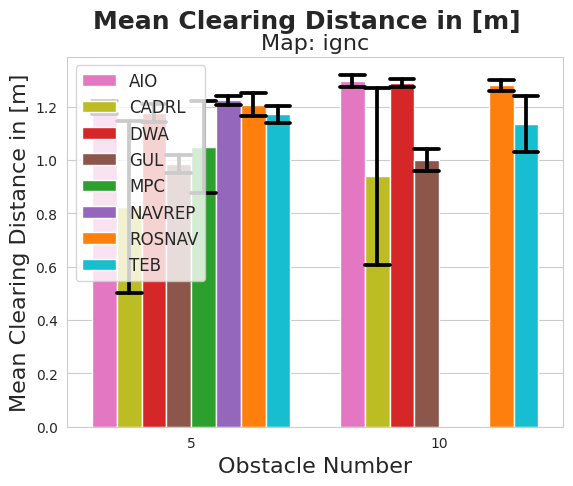 Mean Clearing Distance in [m]
Map: ignc
Mean Clearing Distance in [m]
1.2
1.0
0.8
0.6
0.4
0.2
0.0
AIO
CADRL
DWA
GUL
MPC
NAVREP
ROSNAV
TEB
5
10
Obstacle Number